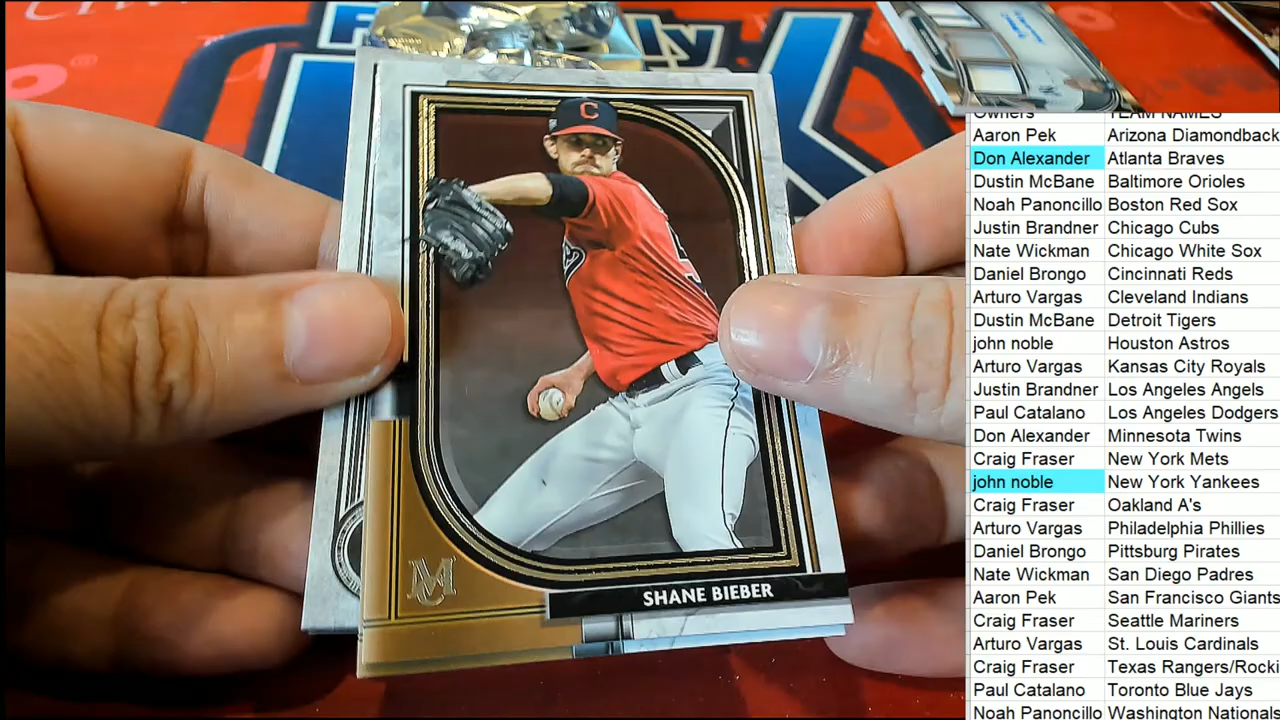 C
MC
SHANE BIEBER
Owners TEAM NAMES
Aaron Pek Arizona Diamondback
Don Alexander Atlanta Braves
Dustin McBane Baltimore Orioles
Noah Panoncillo Boston Red Sox
Justin Brandner Chicago Cubs
Nate Wickman Chicago White Sox
Daniel Brongo Cincinnati Reds
Arturo Vargas Cleveland Indians
Dustin McBane Detroit Tigers
john noble Houston Astros
Arturo Vargas Kansas City Royals
Justin Brandner Los Angeles Angels
Paul Catalano Los Angeles Dodgers
Don Alexander Minnesota Twins
Craig Fraser New York Mets
john noble New York Yankees
Craig Fraser Oakland A's
Arturo Vargas Philadelphia Phillies
Daniel Brongo Pittsburg Pirates
Nate Wickman San Diego Padres
Aaron Pek San Francisco Giants
Craig Fraser Seattle Mariners
Arturo Vargas St. Louis Cardinals
Craig Fraser Texas Rangers/Rocki
Paul Catalano Toronto Blue Jays
Noah Panoncillo Washington Nationals